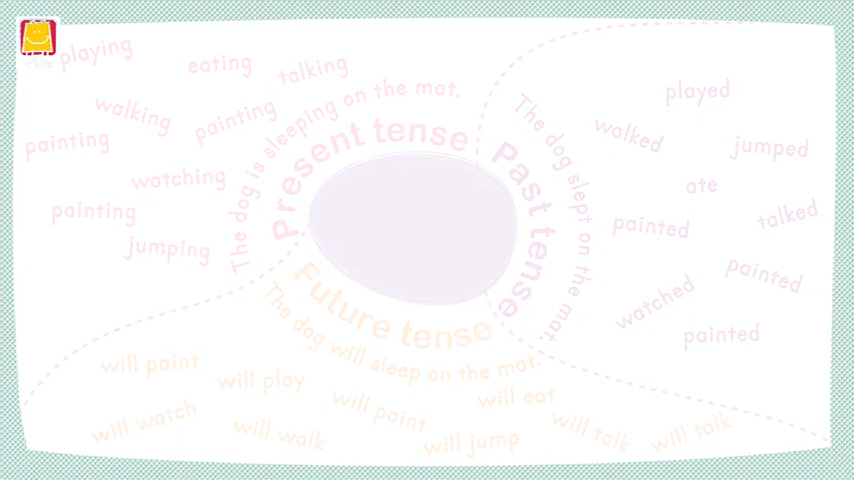 playing
eating
talking
walking
painting
painting
watching
painting
jumping
The dog is sleeping on the mat.
Present tense
Past tense
The dog slept on the mat.
played
walked
jumped
ate
talked
painted
painting
watched
painted
Future tense
The dog will sleep on the mat.
will paint
will play
will paint
will eat
will watch
will walk
will jump
will talk
will talk